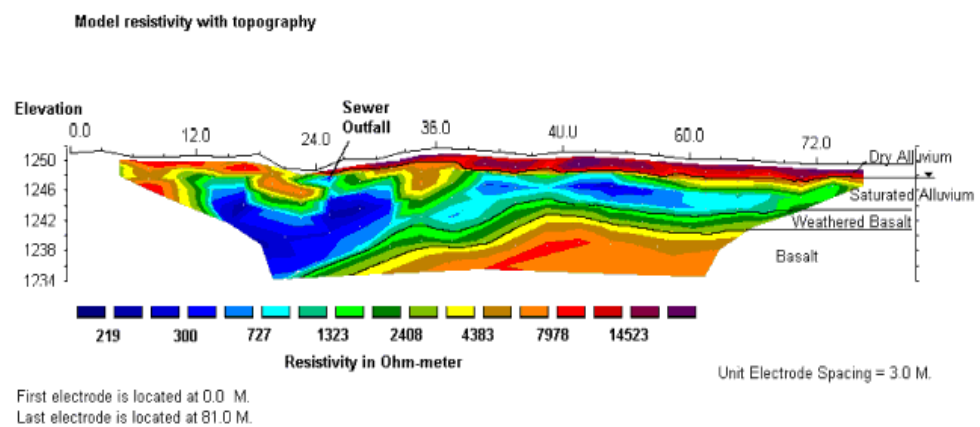 Model resistivity with topography
Elevation
Sewer
Outfall
0.0 12.0 24.0 36.0 40.0 60.0 72.0
1250
1246
1242
1238
1234
Dry Alluvium
Saturated Alluvium
Weathered Basalt
Basalt
219 300 727 1323 2408 4383 7978 14523
Resistivity in Ohm-meter
Unit Electrode Spacing = 3.0 M.
First electrode is located at 0.0 M.
Last electrode is located at 81.0 M.